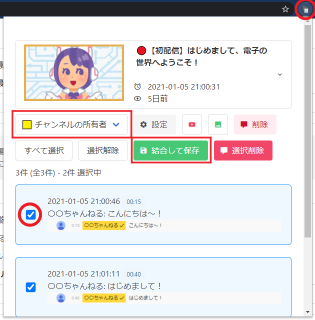 🔴【初配信】はじめまして、電子の
世界へようこそ！
2021-01-05 21:00:31
5日前
チャンネルの所有者
設定
削除
すべて選択
選択解除
結合して保存
選択削除
3件 (全3件) - 2件 選択中
2021-01-05 21:00:46 00:15
〇〇ちゃんねる: こんにちは～！
0:15 〇〇ちゃんねる ✓ こんにちは～！
2021-01-05 21:01:11 00:40
〇〇ちゃんねる: はじめまして！
0:40 〇〇ちゃんねる ✓ はじめまして！